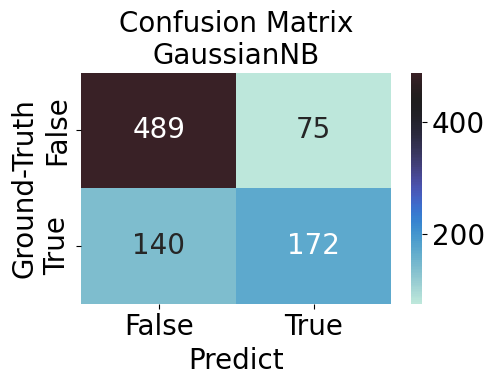 Confusion Matrix
GaussianNB
Ground-Truth
False
489
75
400
True
140
172
200
False
True
Predict